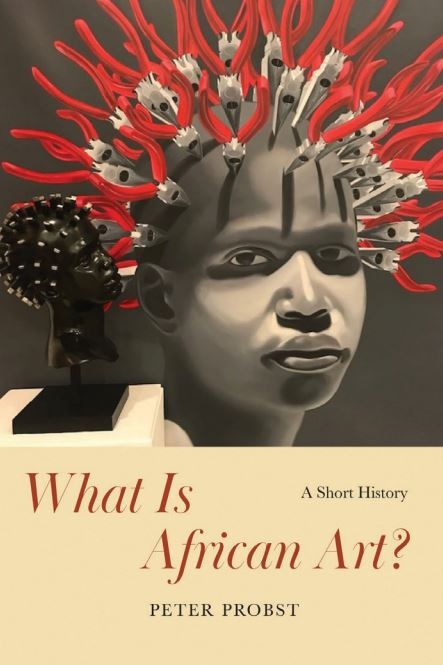 What Is
A Short History
African Art?
PETER PROBST